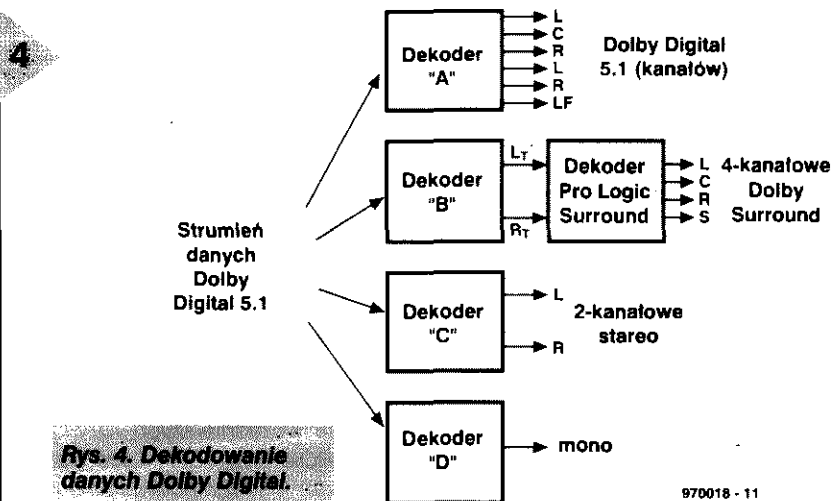 4
Strumień
danych
Dolby
Digital 5.1
Dekoder
"A"
L
C
R
L
R
LF
Dolby Digital
5.1 (kanałów)
Dekoder
"B"
LT
RT
Dekoder
Pro Logic
Surround
L
C
R
S
4-kanałowe
Dolby
Surround
Dekoder
"C"
L
R
2-kanałowe
stareo
Dekoder
"D"
mono
Rys. 4. Dekodowanie
danych Dolby Digital.
970018 - 11